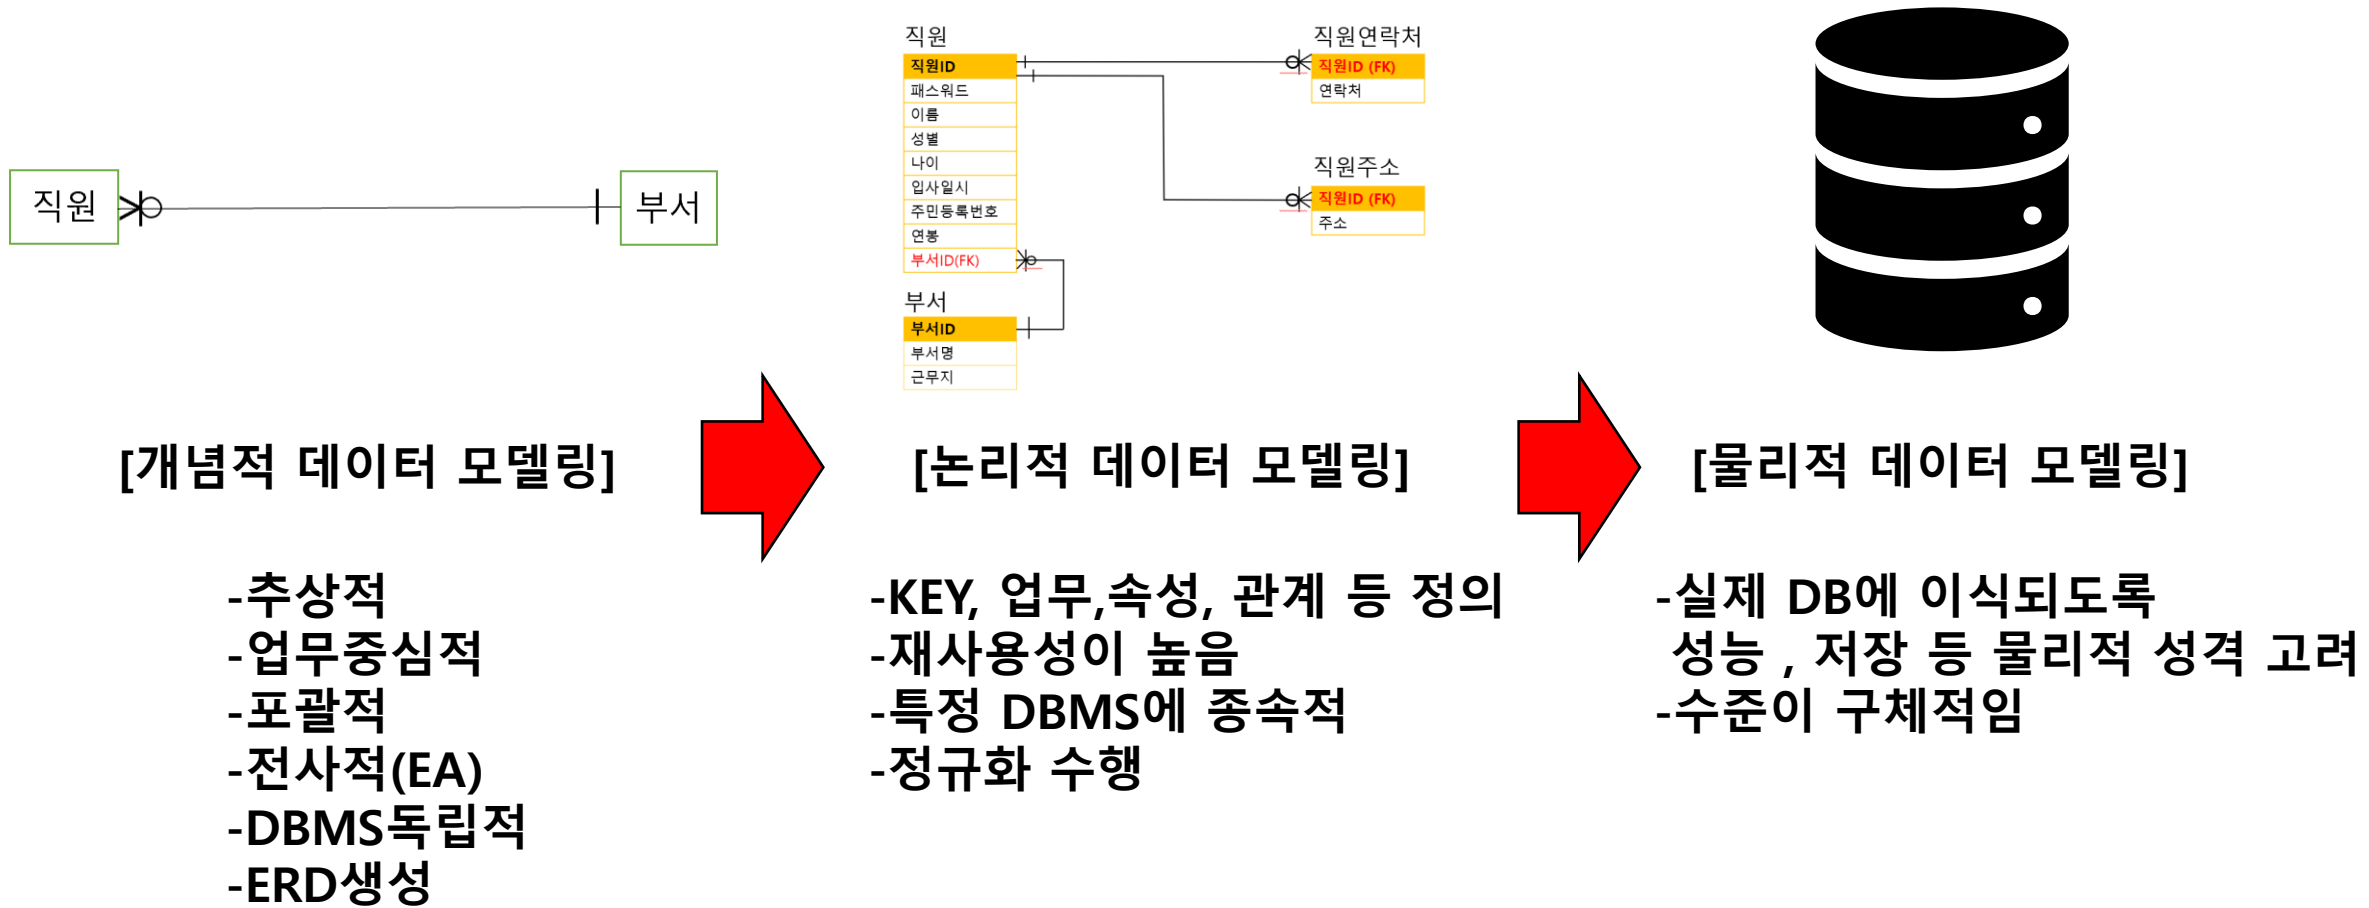 직원
부서
직원
직원ID
패스워드
이름
성별
나이
입사일시
주민등록번호
연봉
부서ID(FK)
부서
부서ID
부서명
근무지
직원연락처
직원ID (FK)
연락처
직원주소
직원ID (FK)
주소
[개념적 데이터 모델링]
-추상적
-업무중심적
-포괄적
-전사적(EA)
-DBMS독립적
-ERD생성
[논리적 데이터 모델링]
-KEY, 업무,속성, 관계 등 정의
-재사용성이 높음
-특정 DBMS에 종속적
-정규화 수행
[물리적 데이터 모델링]
-실제 DB에 이식되도록
성능 , 저장 등 물리적 성격 고려
-수준이 구체적임